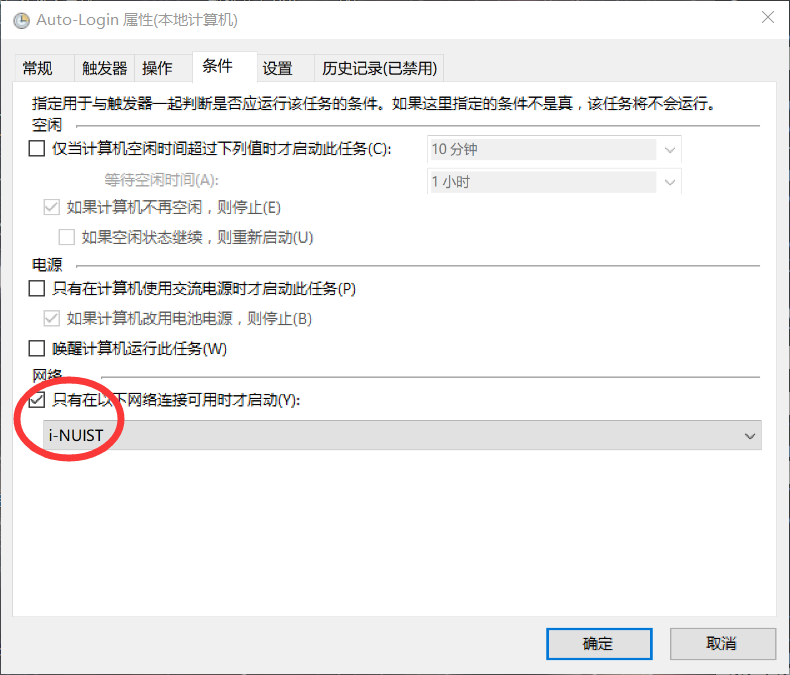 Auto-Login 属性(本地计算机)
常规 触发器 操作 条件 设置 历史记录(已禁用)
指定用于与触发器一起判断是否应运行该任务的条件。如果这里指定的条件不是真，该任务将不会运行。
空闲
仅当计算机空闲时间超过下列值时才启动此任务(C): 10 分钟
等待空闲时间(A): 1 小时
如果计算机不再空闲，则停止(E)
如果空闲状态继续，则重新启动(U)
电源
只有在计算机使用交流电源时才启动此任务(P)
如果计算机改用电池电源，则停止(B)
唤醒计算机运行此任务(W)
网络
只有在以下网络连接可用时才启动(Y):
i-NUIST
确定 取消